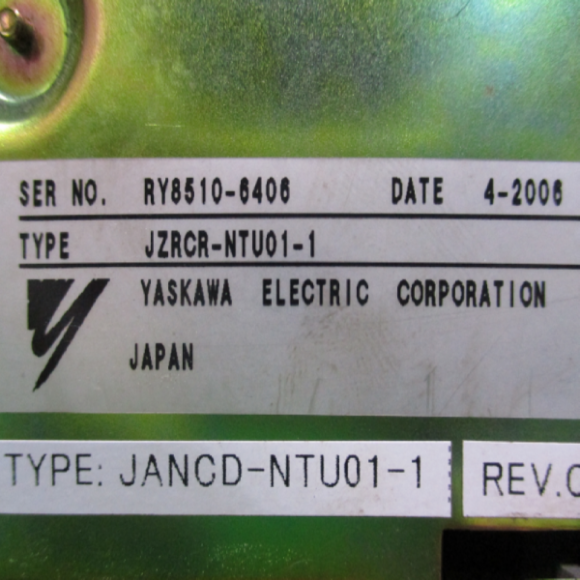 SER NO. RY8510-6406 DATE 4-2006
TYPE JZRCR-NTU01-1
YASKAWA ELECTRIC CORPORATION
JAPAN
TYPE: JANCD-NTU01-1
REV.